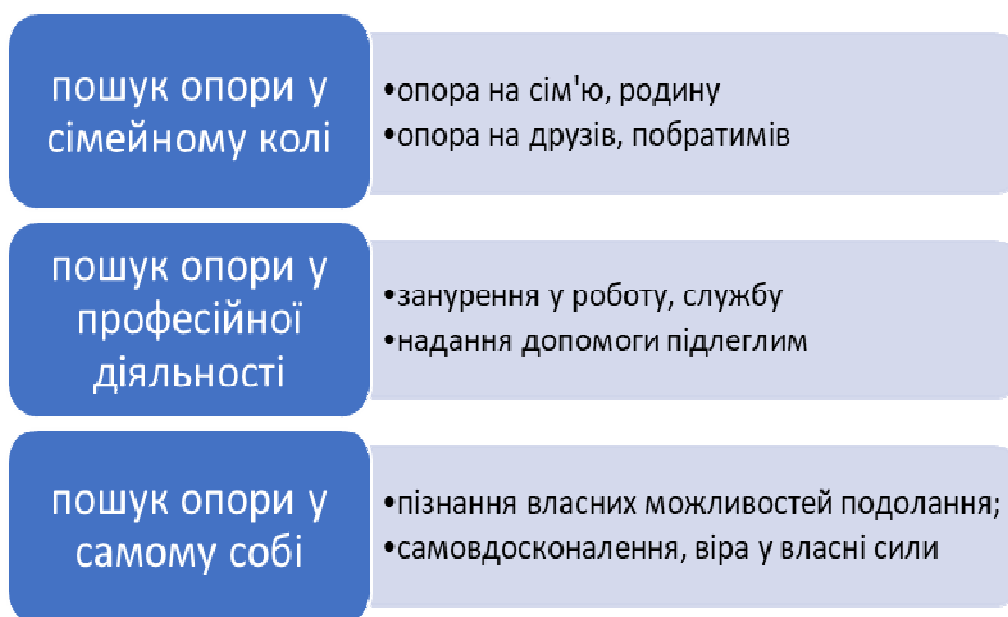 пошук опори у
сімейному колі
•опора на сім'ю, родину
•опора на друзів, побратимів
пошук опори у
професійної
діяльності
•занурення у роботу, службу
•надання допомоги підлеглим
пошук опори у
самому собі
•пізнання власних можливостей подолання;
•самовдосконалення, віра у власні сили